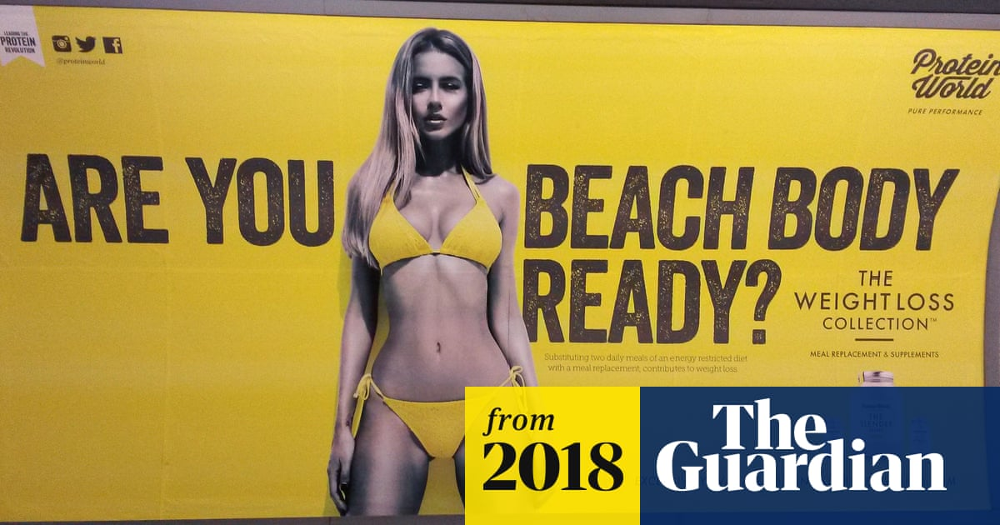 LEADING THE
PROTEIN
REVOLUTION
@proteinworld
Protein
World
PURE PERFORMANCE
ARE YOU BEACH BODY
READY?
THE
WEIGHT LOSS
COLLECTION™
MEAL REPLACEMENT & SUPPLEMENTS
Substituting two daily meals of an energy restricted diet
with a meal replacement, contributes to weight loss.
from
2018
The
Guardian